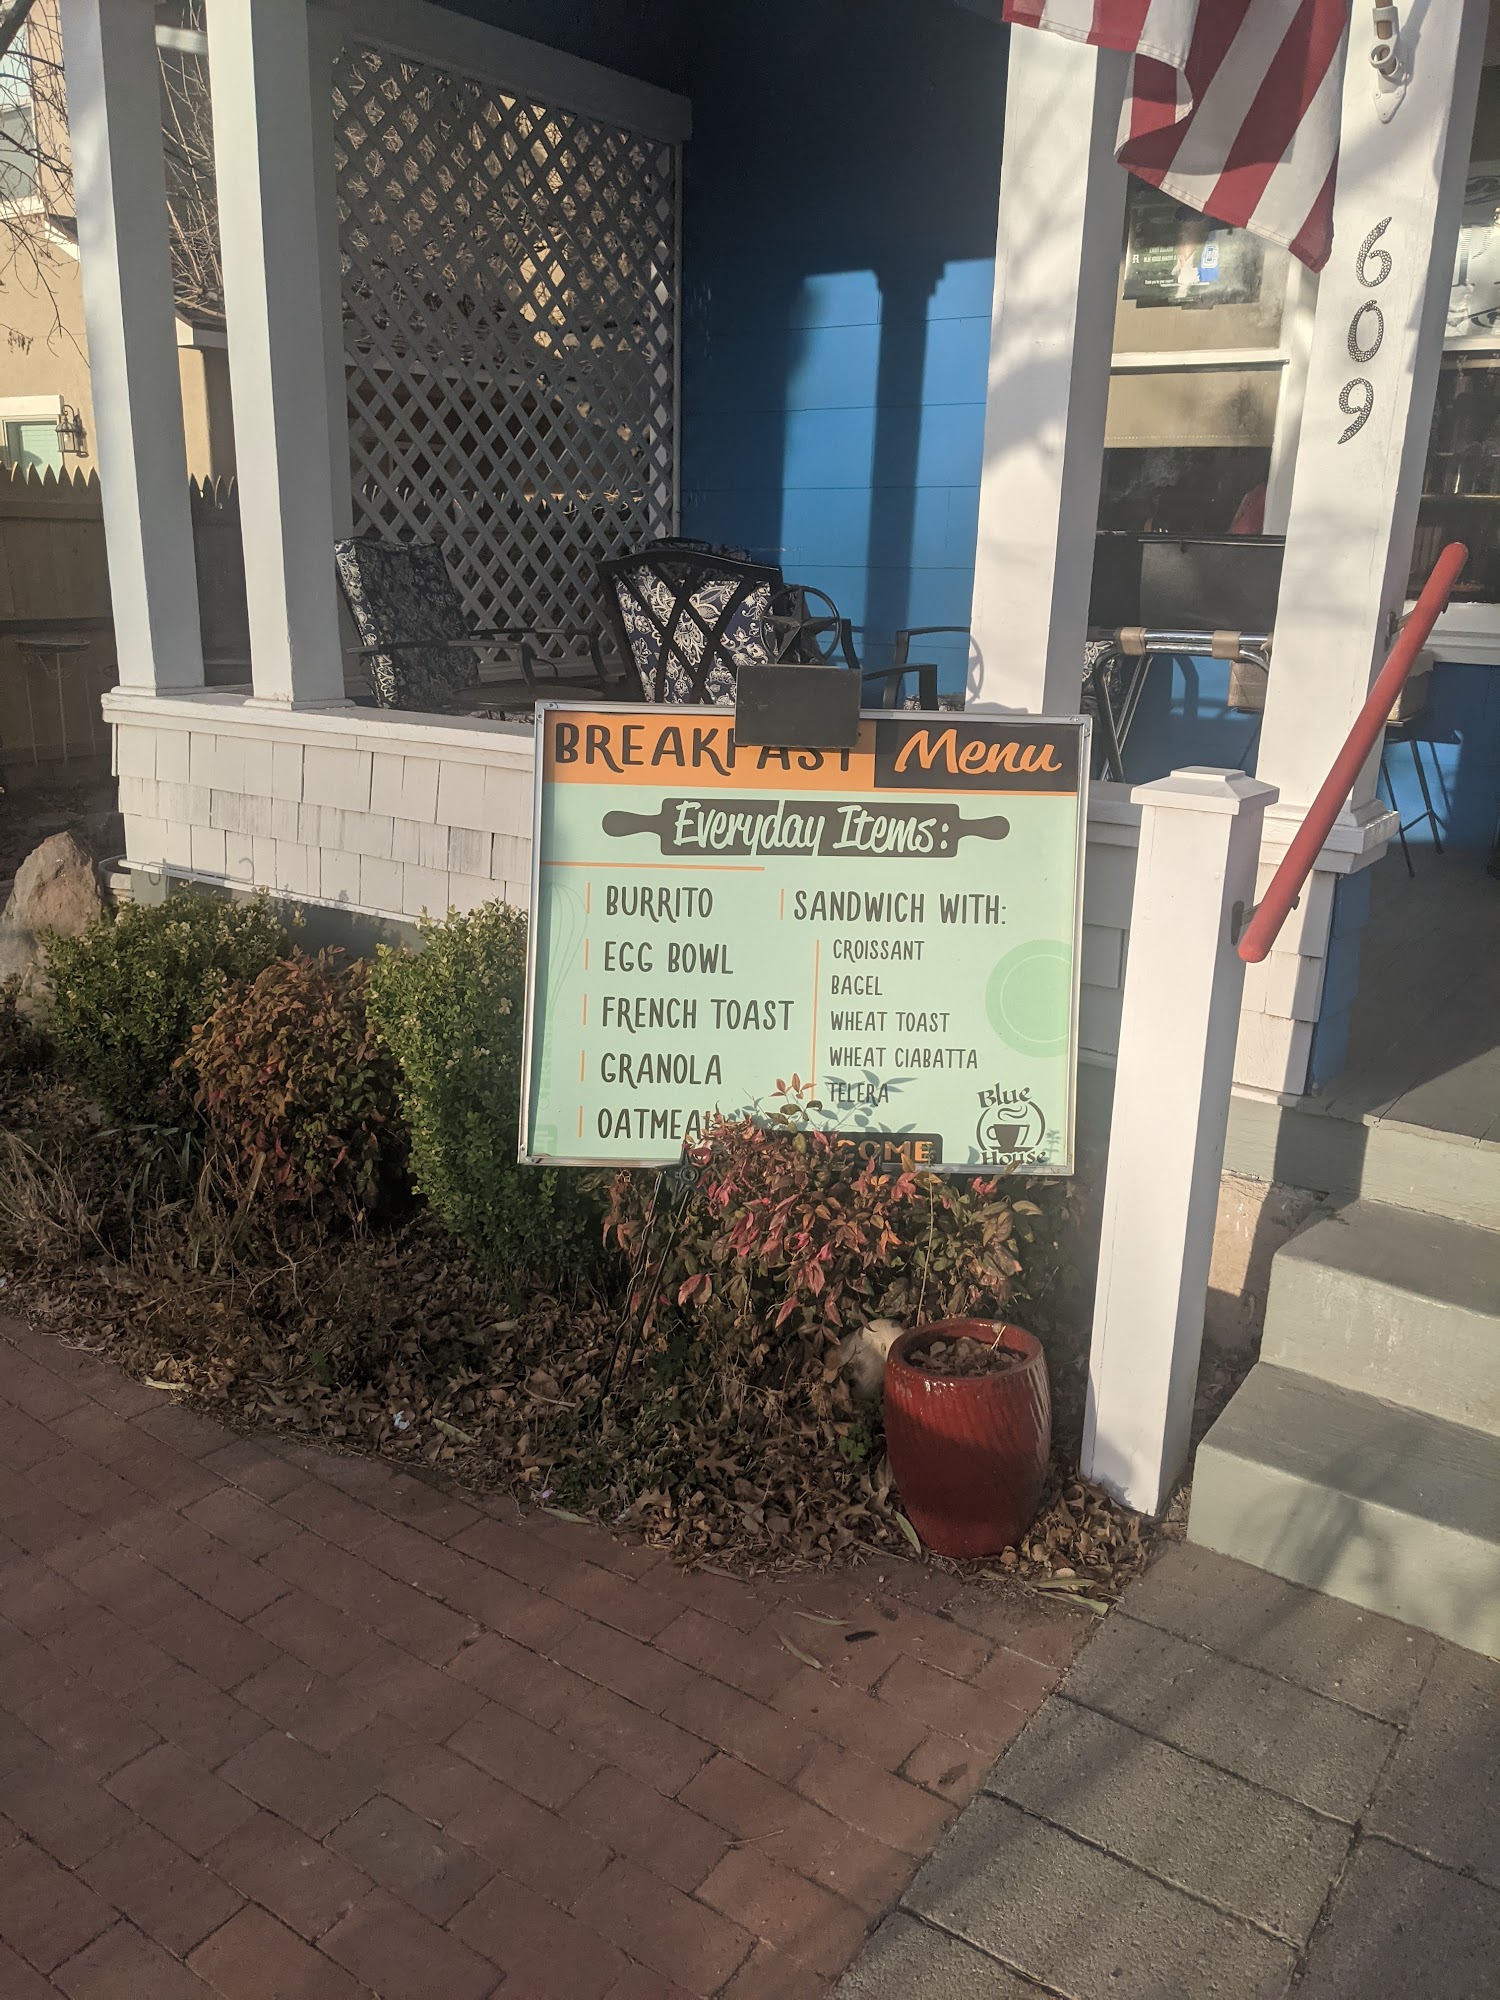 609
BREAKFAST Menu
Everyday Items:
BURRITO
EGG BOWL
FRENCH TOAST
GRANOLA
OATMEAL
SANDWICH WITH:
CROISSANT
BAGEL
WHEAT TOAST
WHEAT CIABATTA
TELERA
Blue
House